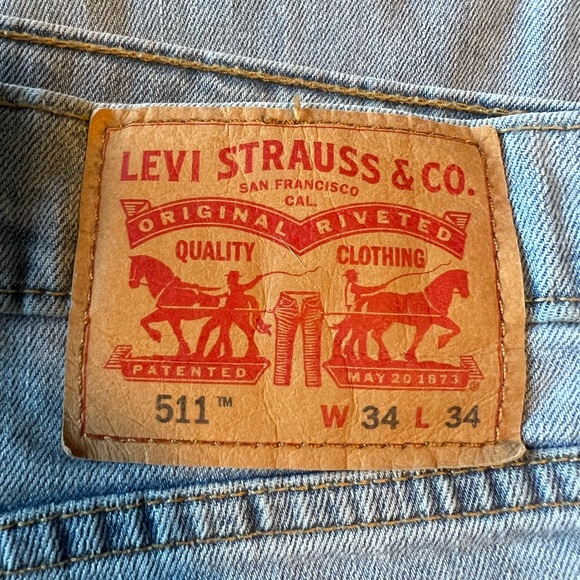 LEVI STRAUSS & CO.
SAN FRANCISCO
CAL.
ORIGINAL RIVETED
QUALITY CLOTHING
PATENTED MAY 20 1873 ®
511™ W 34 L 34